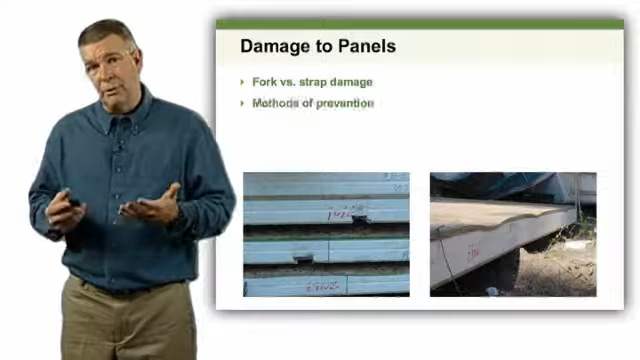 Damage to Panels
Fork vs. strap damage
Methods of prevention